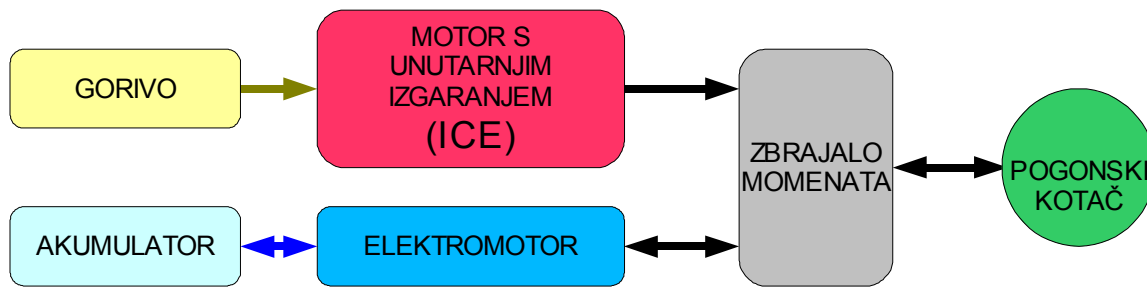 GORIVO
MOTOR S
UNUTARNJIM
IZGARANJEM
(ICE)
ZBRAJALO
MOMENATA
POGONSKI
KOTAČ
AKUMULATOR
ELEKTROMOTOR